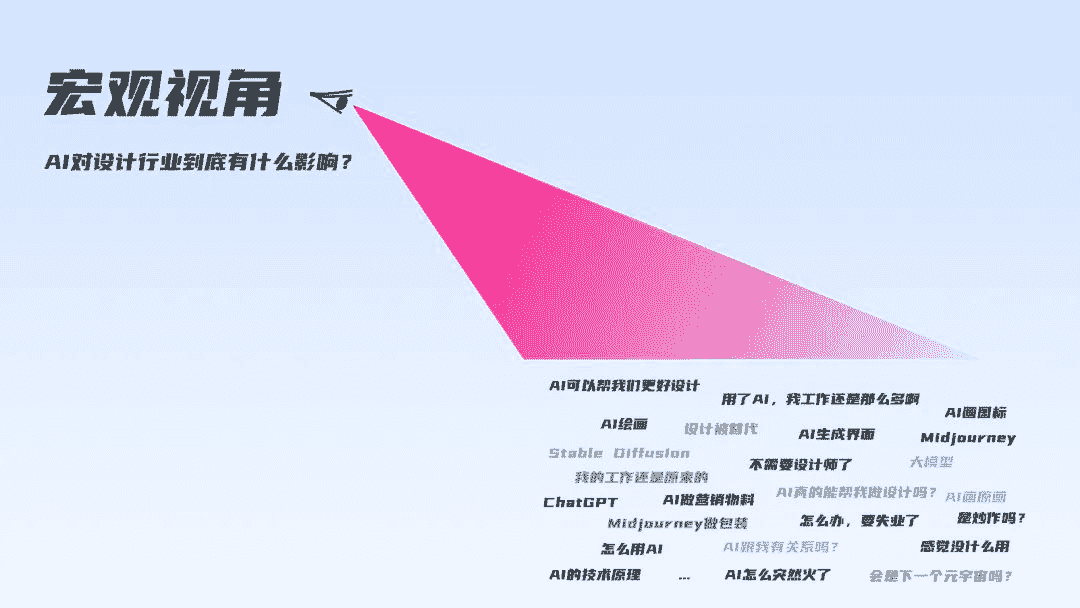 宏观视角
AI对设计行业到底有什么影响？
AI可以帮我们更好设计
用了AI，我工作还是那么多啊
AI画图标
AI绘画
设计被替代
AI生成界面
Midjourney
Stable Diffusion
不需要设计师了
大模型
我的工作还是原来的
AI真的能帮我做设计吗？
AI画原画
ChatGPT
AI做营销物料
Midjourney做包装
怎么办，要失业了
是炒作吗？
怎么用AI
AI跟我有关系吗？
感觉没什么用
AI的技术原理
...
AI怎么突然火了
会是下一个元宇宙吗？